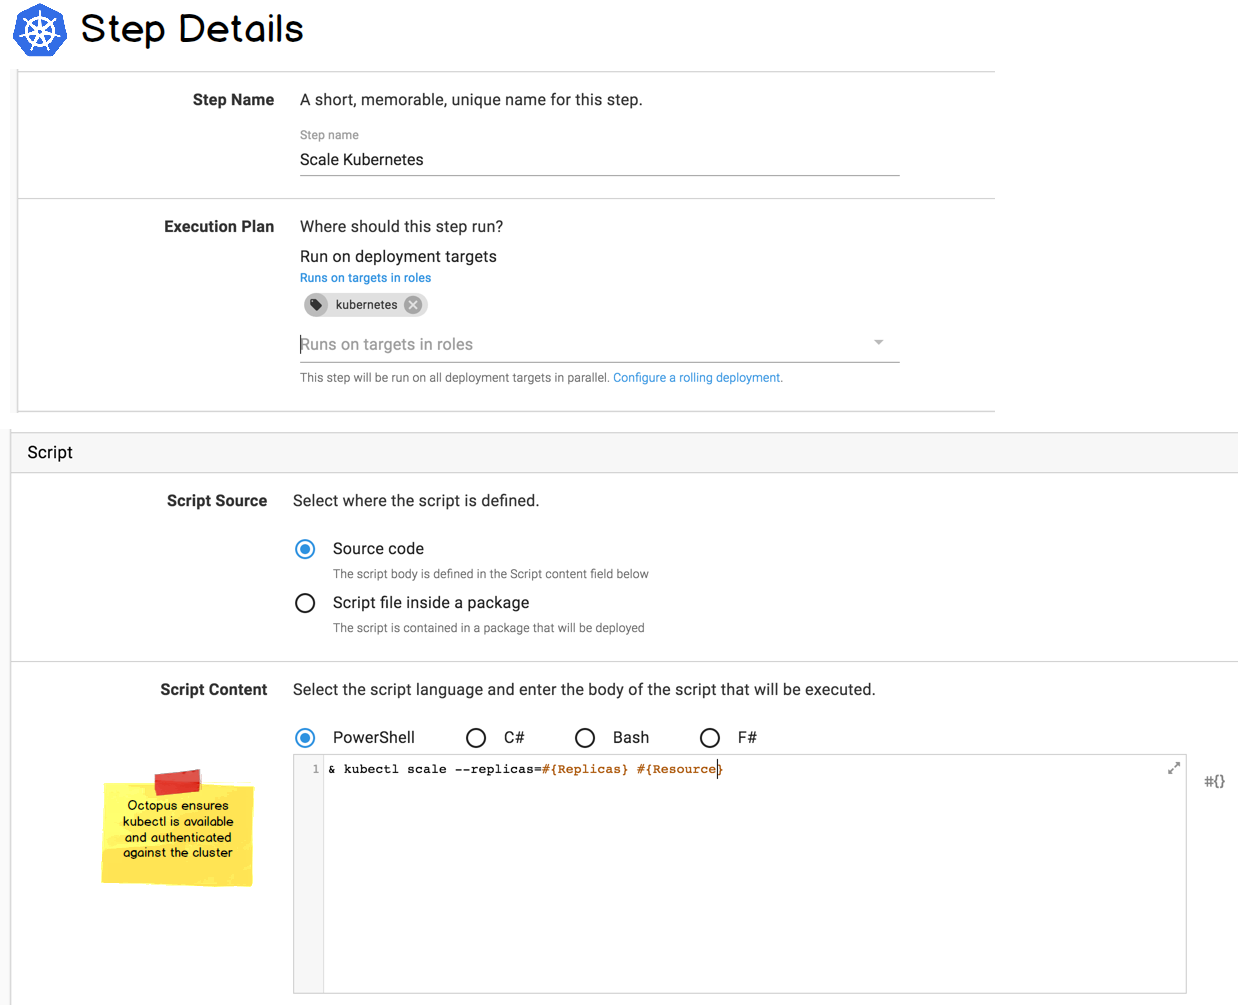 Step Details
Step Name
A short, memorable, unique name for this step.
Step name
Scale Kubernetes
Execution Plan
Where should this step run?
Run on deployment targets
Runs on targets in roles
kubernetes
Runs on targets in roles
This step will be run on all deployment targets in parallel. Configure a rolling deployment.
Script
Script Source
Select where the script is defined.
Source code
The script body is defined in the Script content field below
Script file inside a package
The script is contained in a package that will be deployed
Script Content
Select the script language and enter the body of the script that will be executed.
PowerShell C# Bash F#
1 & kubectl scale --replicas=#{Replicas} #{Resource}
#{}
Octopus ensures
kubectl is available
and authenticated
against the cluster